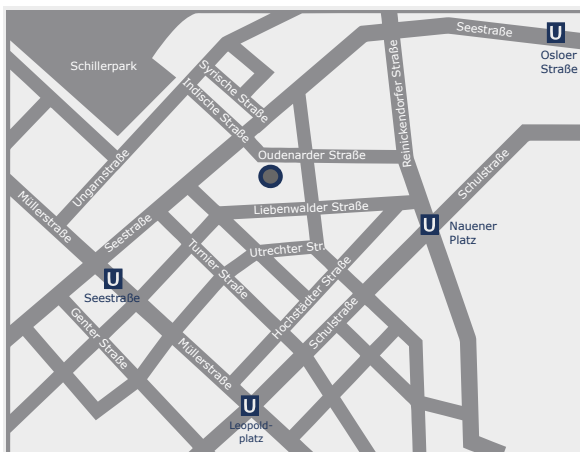 Schillerpark
Seestraße
U
Osloer
Straße
Syrische Straße
Indische Straße
Reinickendorfer Straße
Oudenarder Straße
Ungarnstraße
Schulstraße
Müllerstraße
Liebenwalder Straße
Seestraße
U
Nauener
Platz
Turiner Straße
Utrechter Str.
U
Seestraße
Hochstädter Straße
Schulstraße
Genter Straße
Müllerstraße
U
Leopold-
platz